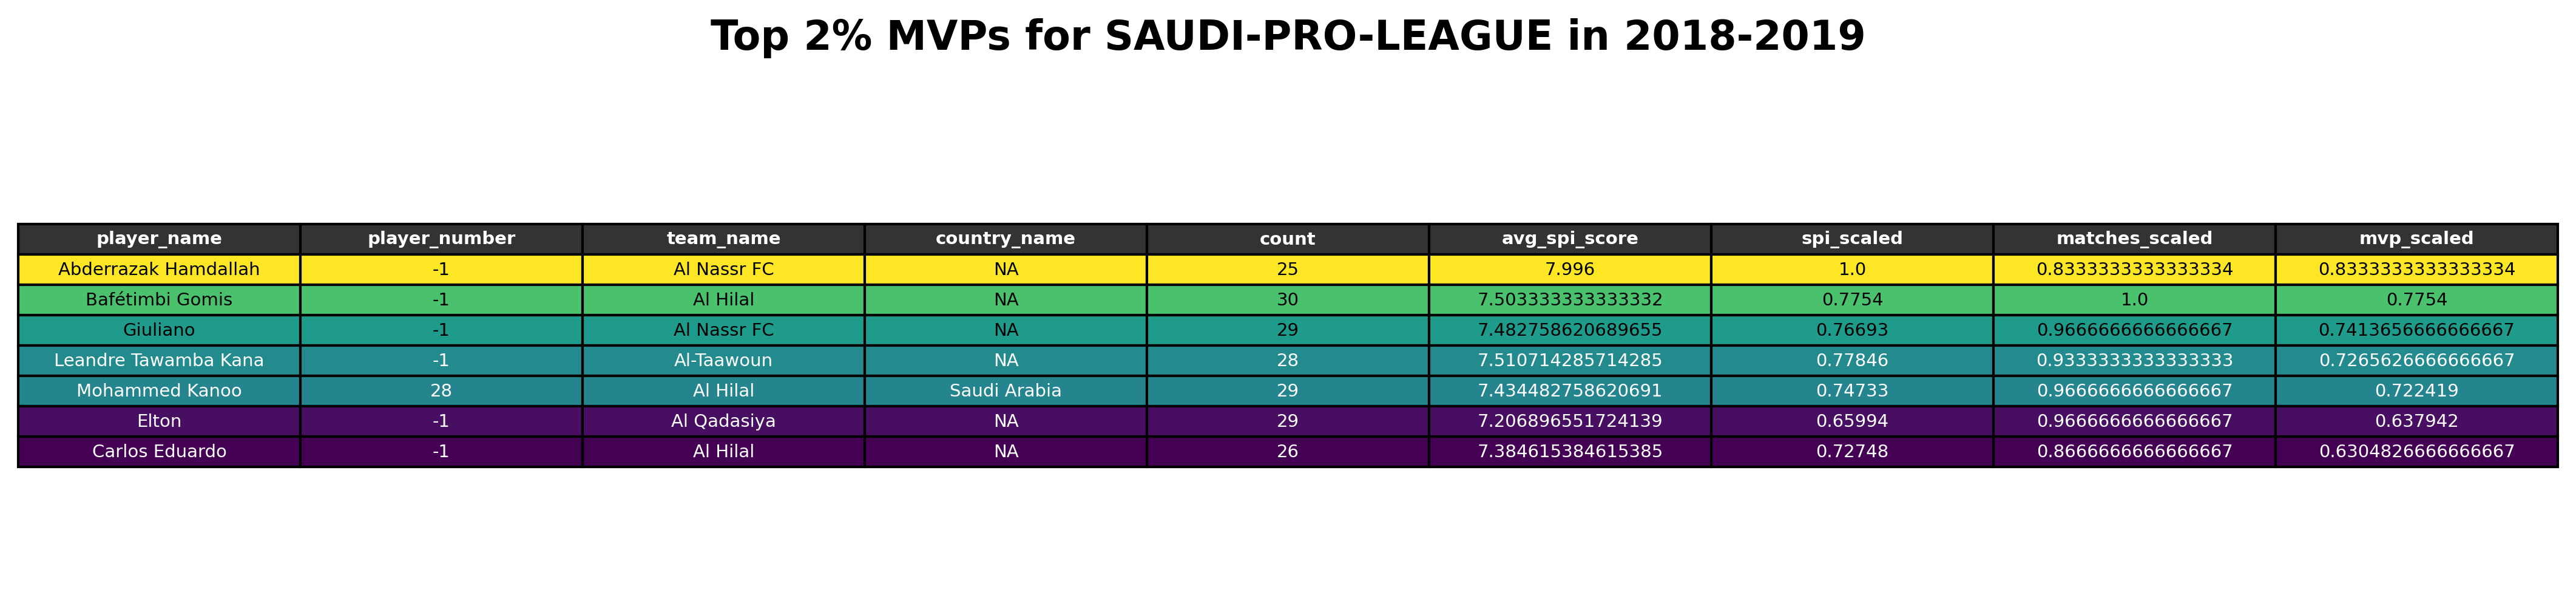 Top 2% MVPs for SAUDI-PRO-LEAGUE in 2018-2019
player_name player_number team_name country_name count avg_spi_score spi_scaled matches_scaled mvp_scaled
Abderrazak Hamdallah -1 Al Nassr FC NA 25 7.996 1.0 0.8333333333333334 0.8333333333333334
Bafétimbi Gomis -1 Al Hilal NA 30 7.503333333333332 0.7754 1.0 0.7754
Giuliano -1 Al Nassr FC NA 29 7.482758620689655 0.76693 0.9666666666666667 0.7413656666666667
Leandre Tawamba Kana -1 Al-Taawoun NA 28 7.510714285714285 0.77846 0.9333333333333333 0.7265626666666667
Mohammed Kanoo 28 Al Hilal Saudi Arabia 29 7.434482758620691 0.74733 0.9666666666666667 0.722419
Elton -1 Al Qadasiya NA 29 7.206896551724139 0.65994 0.9666666666666667 0.637942
Carlos Eduardo -1 Al Hilal NA 26 7.384615384615385 0.72748 0.8666666666666667 0.6304826666666667